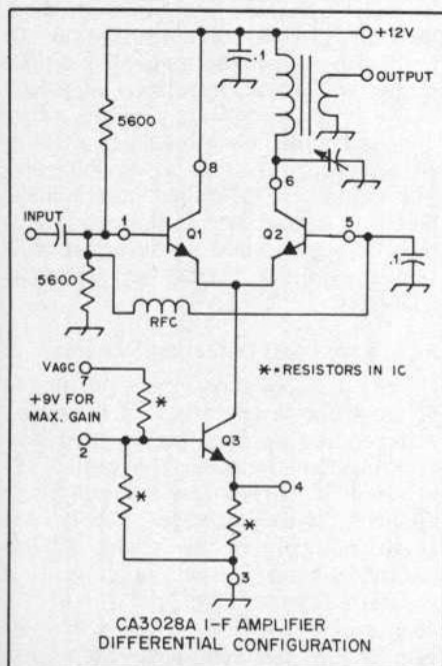 +12V
.1
OUTPUT
5600
8
6
INPUT
1
Q1
Q2
5
5600
.1
RFC
* = RESISTORS IN IC
VAGC
7
+9V FOR
MAX. GAIN
*
2
Q3
*
4
*
3
CA3028A I-F AMPLIFIER
DIFFERENTIAL CONFIGURATION